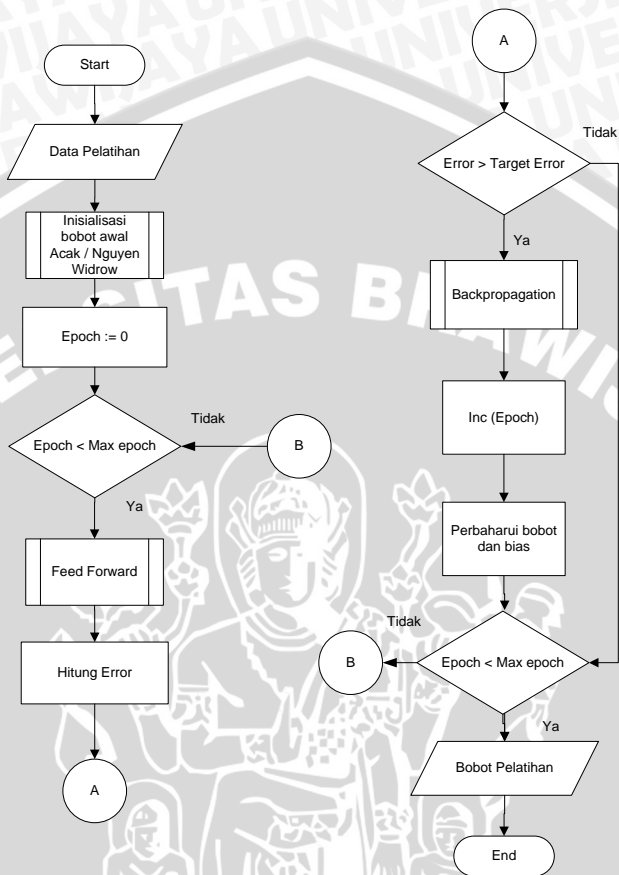 Start
Data Pelatihan
Inisialisasi
bobot awal
Acak / Nguyen
Widrow
Epoch := 0
Epoch < Max epoch
Tidak
B
Ya
Feed Forward
Hitung Error
A
A
Error > Target Error
Tidak
Ya
Backpropagation
Inc (Epoch)
Perbaharui bobot
dan bias
Epoch < Max epoch
Tidak
B
Ya
Bobot Pelatihan
End